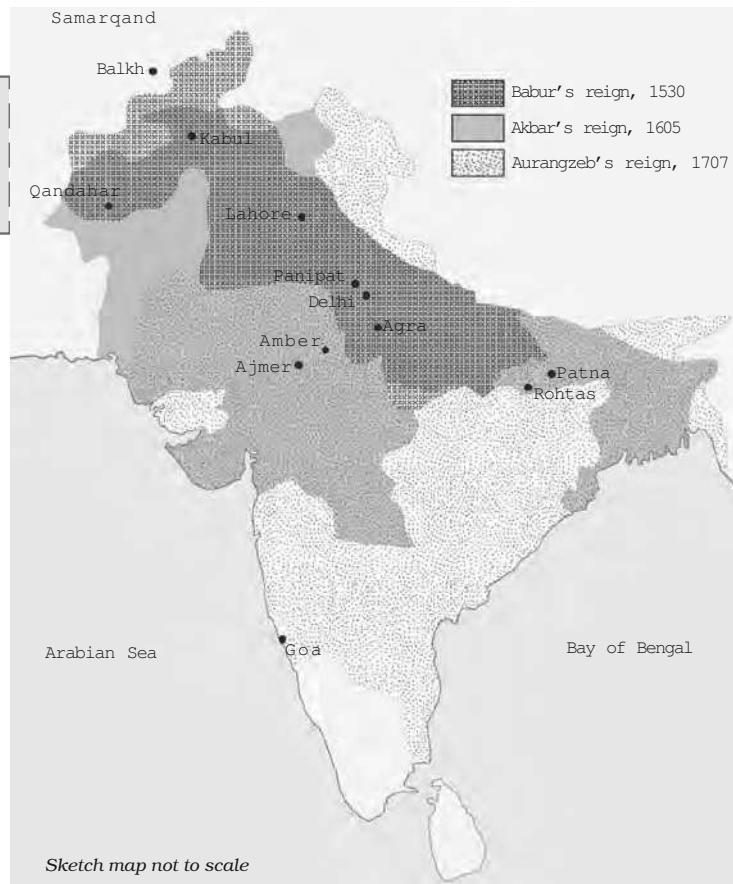 Samarqand
Balkh
Babur's reign, 1530
Akbar's reign, 1605
Aurangzeb's reign, 1707
Kabul
Qandahar
Lahore
Panipat
Delhi
Agra
Amber
Ajmer
Patna
Rohtas
Goa
Arabian Sea
Bay of Bengal
Sketch map not to scale